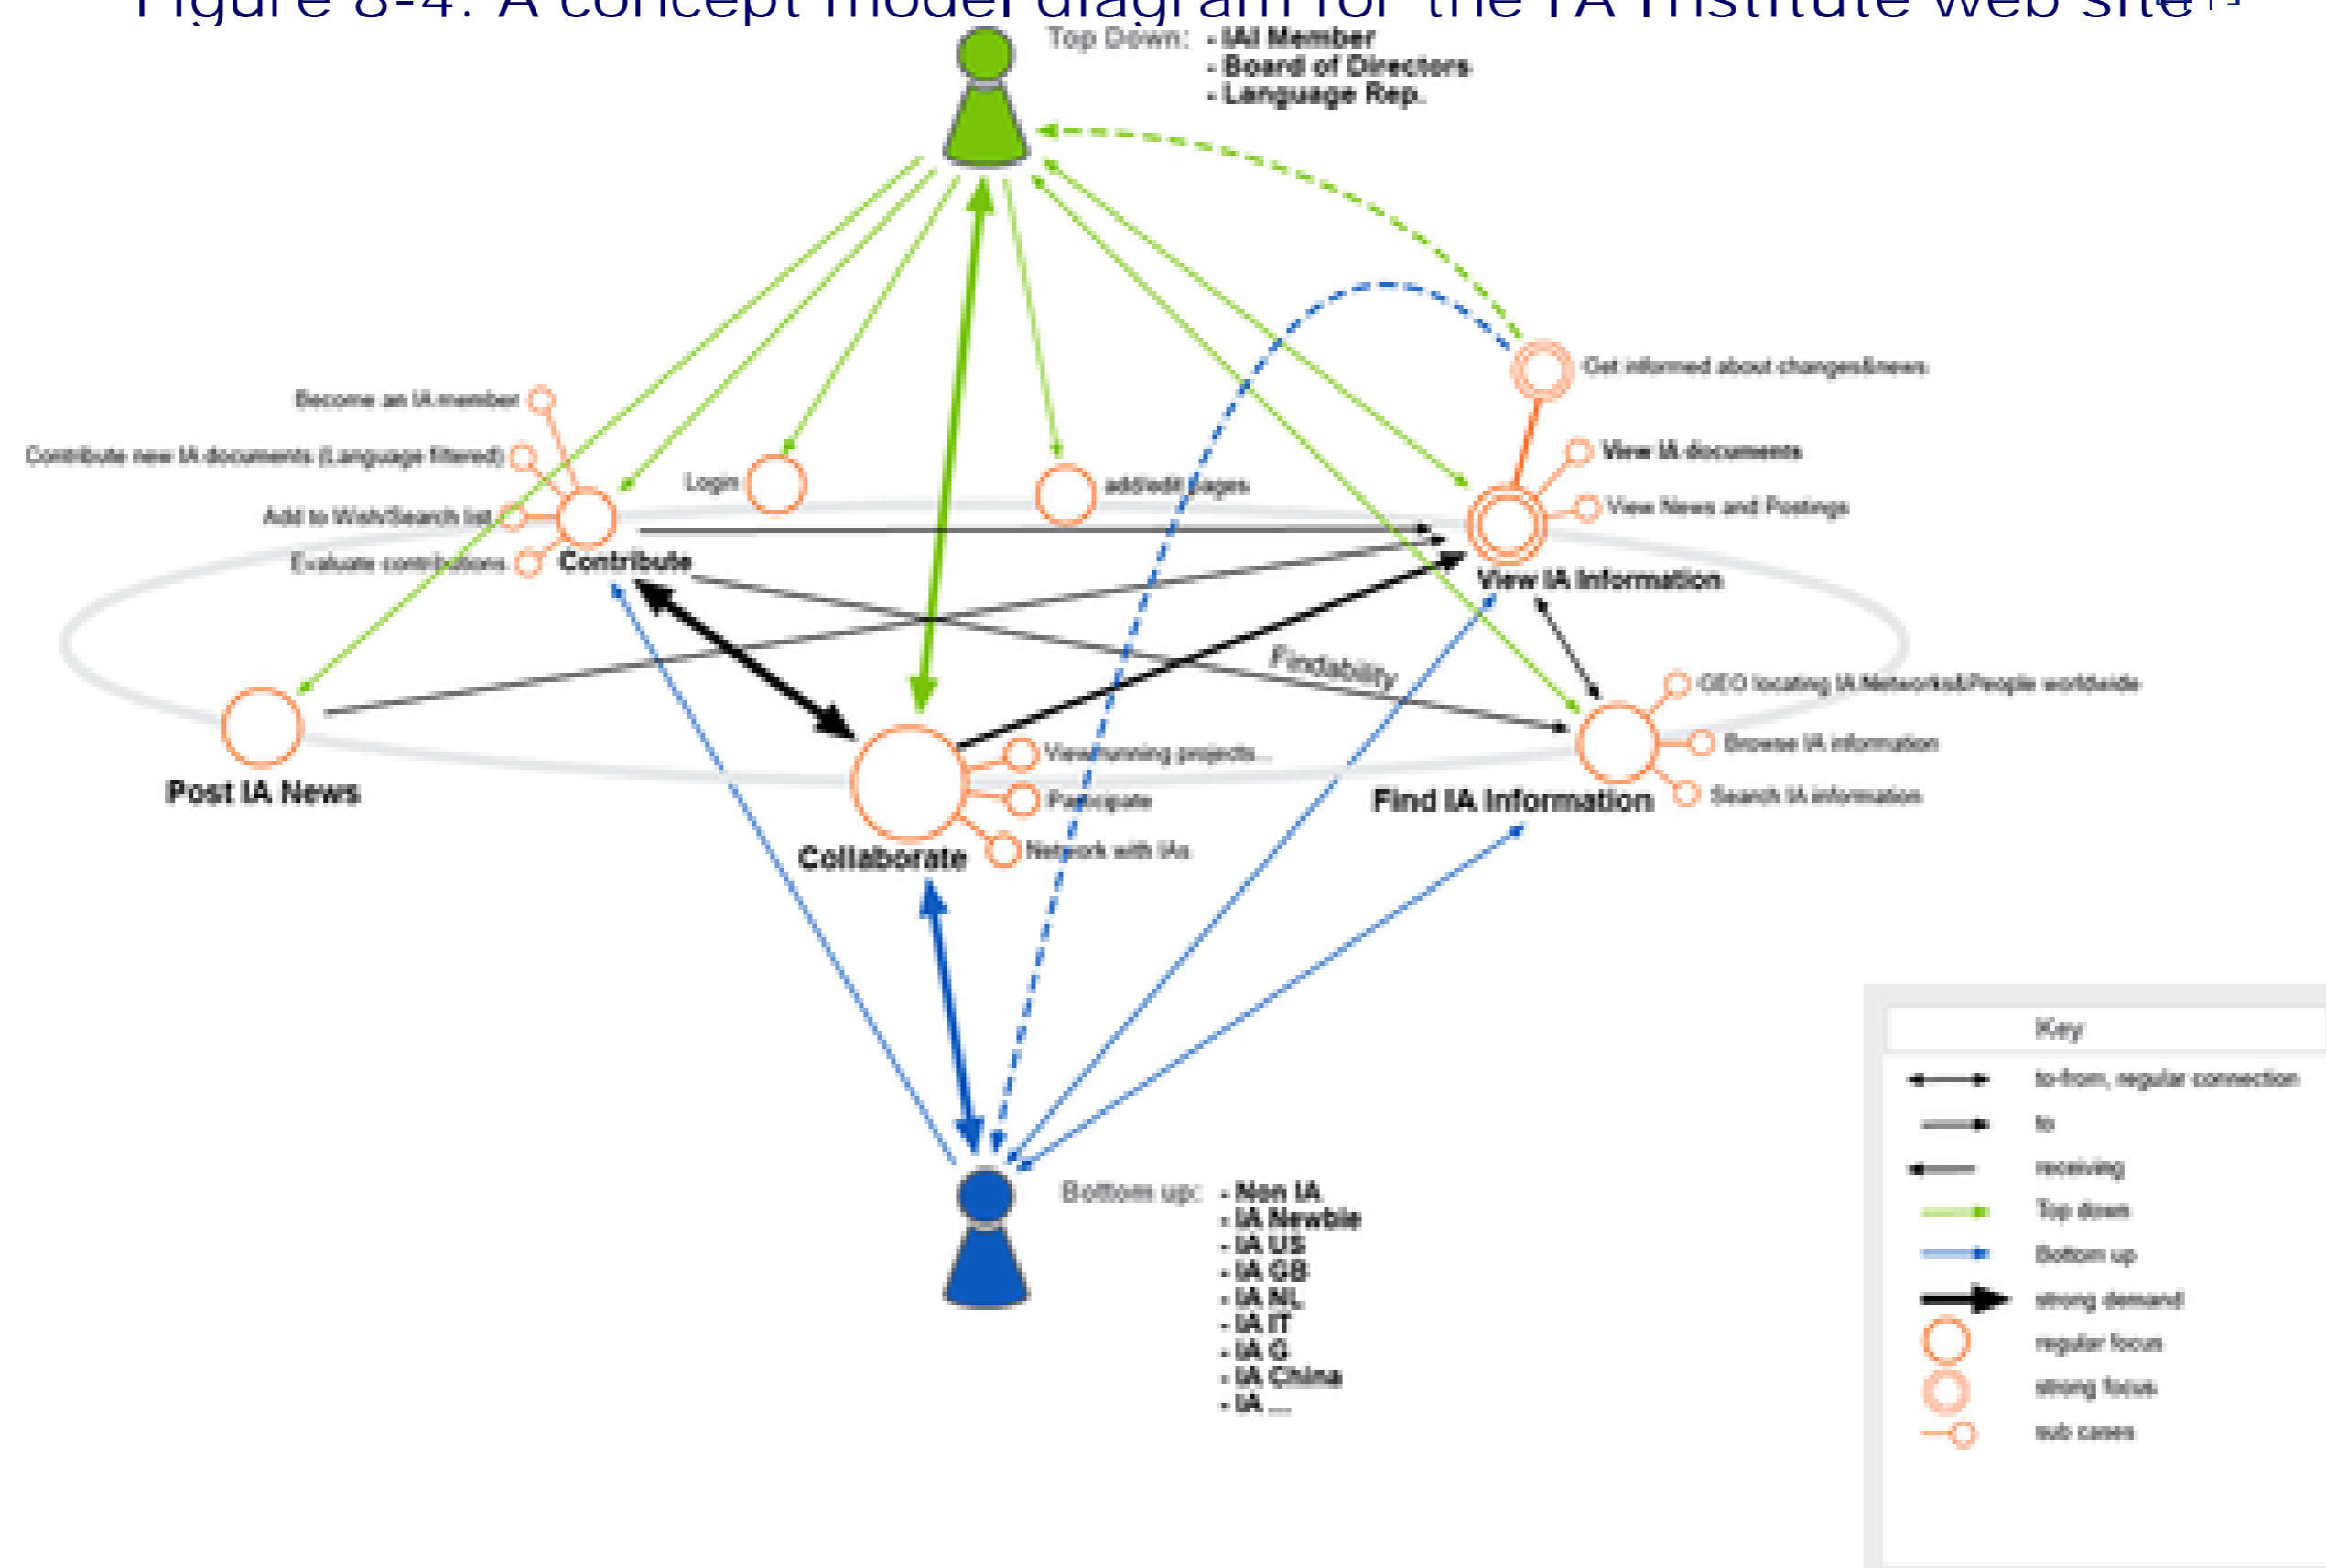 Figure 8-4. A concept model diagram for the IA Institute web site
Top Down: - IAI Member
- Board of Directors
- Language Rep.
Get informed about changes&news
Become an IA member
View IA documents
Contribute new IA documents (Language filtered)
Login
add/edit pages
View News and Postings
Add to Wish/Search list
Evaluate contributions
Contribute
View IA Information
Findability
GEO locating IA Networks&People worldwide
Browse IA information
View running projects...
Post IA News
Participate
Find IA Information
Search IA information
Collaborate
Network with IAs
Key
to-from, regular connection
to
receiving
Top down
Bottom up
strong demand
regular focus
strong focus
sub cases
Bottom up: - Non IA
- IA Newbie
- IA US
- IA GB
- IA NL
- IA IT
- IA G
- IA China
- IA ...